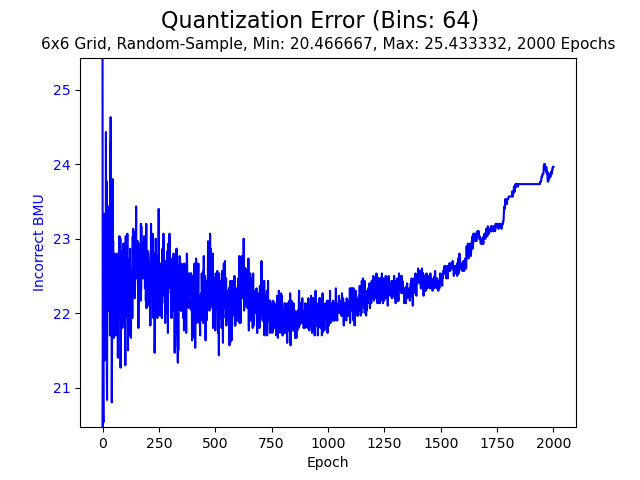 Quantization Error (Bins: 64)
6x6 Grid, Random-Sample, Min: 20.466667, Max: 25.433332, 2000 Epochs
25
24
23
22
21
Incorrect BMU
0 250 500 750 1000 1250 1500 1750 2000
Epoch